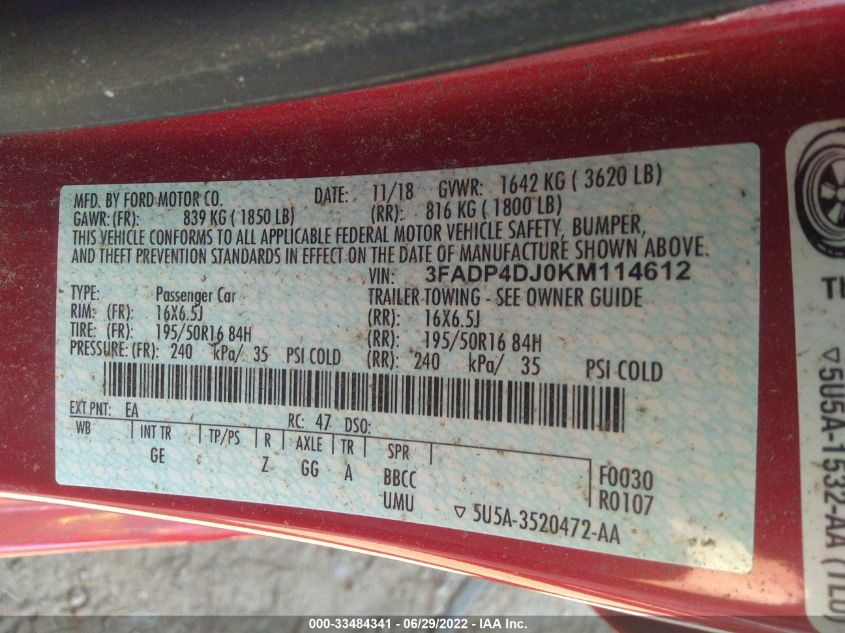 MFD. BY FORD MOTOR CO. DATE: 11/18 GVWR: 1642 KG ( 3620 LB)
GAWR: (FR): 839 KG ( 1850 LB) (RR): 816 KG ( 1800 LB)
THIS VEHICLE CONFORMS TO ALL APPLICABLE FEDERAL MOTOR VEHICLE SAFETY, BUMPER,
AND THEFT PREVENTION STANDARDS IN EFFECT ON THE DATE OF MANUFACTURE SHOWN ABOVE.
VIN: 3FADP4DJ0KM114612
TYPE: Passenger Car TRAILER TOWING - SEE OWNER GUIDE
RIM: (FR) 16X6.5J (RR): 16X6.5J
TIRE: (FR) 195/50R16 84H (RR): 195/50R16 84H
PRESSURE: (FR) 240 kPa/ 35 PSI COLD (RR): 240 kPa/ 35 PSI COLD
EXT PNT: EA RC: 47 DSO:
WB INT TR TP/PS R AXLE TR SPR
GE Z GG A BBCC
UMU
F0030
R0107
▽ 5U5A-3520472-AA
▽5U5A-1532-AA
000-33484341 - 06/29/2022 - IAA Inc.